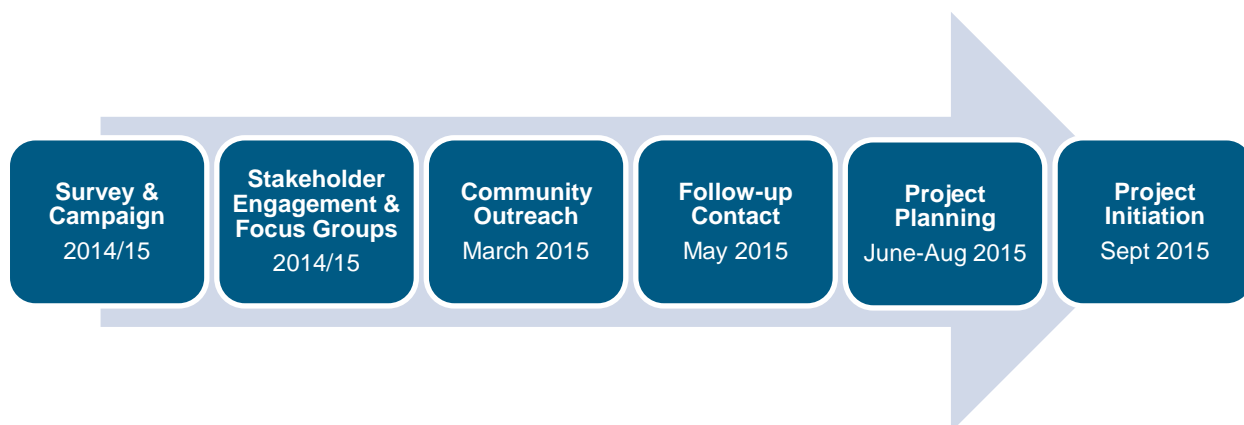 Survey &
Campaign
2014/15
Stakeholder
Engagement &
Focus Groups
2014/15
Community
Outreach
March 2015
Follow-up
Contact
May 2015
Project
Planning
June-Aug 2015
Project
Initiation
Sept 2015